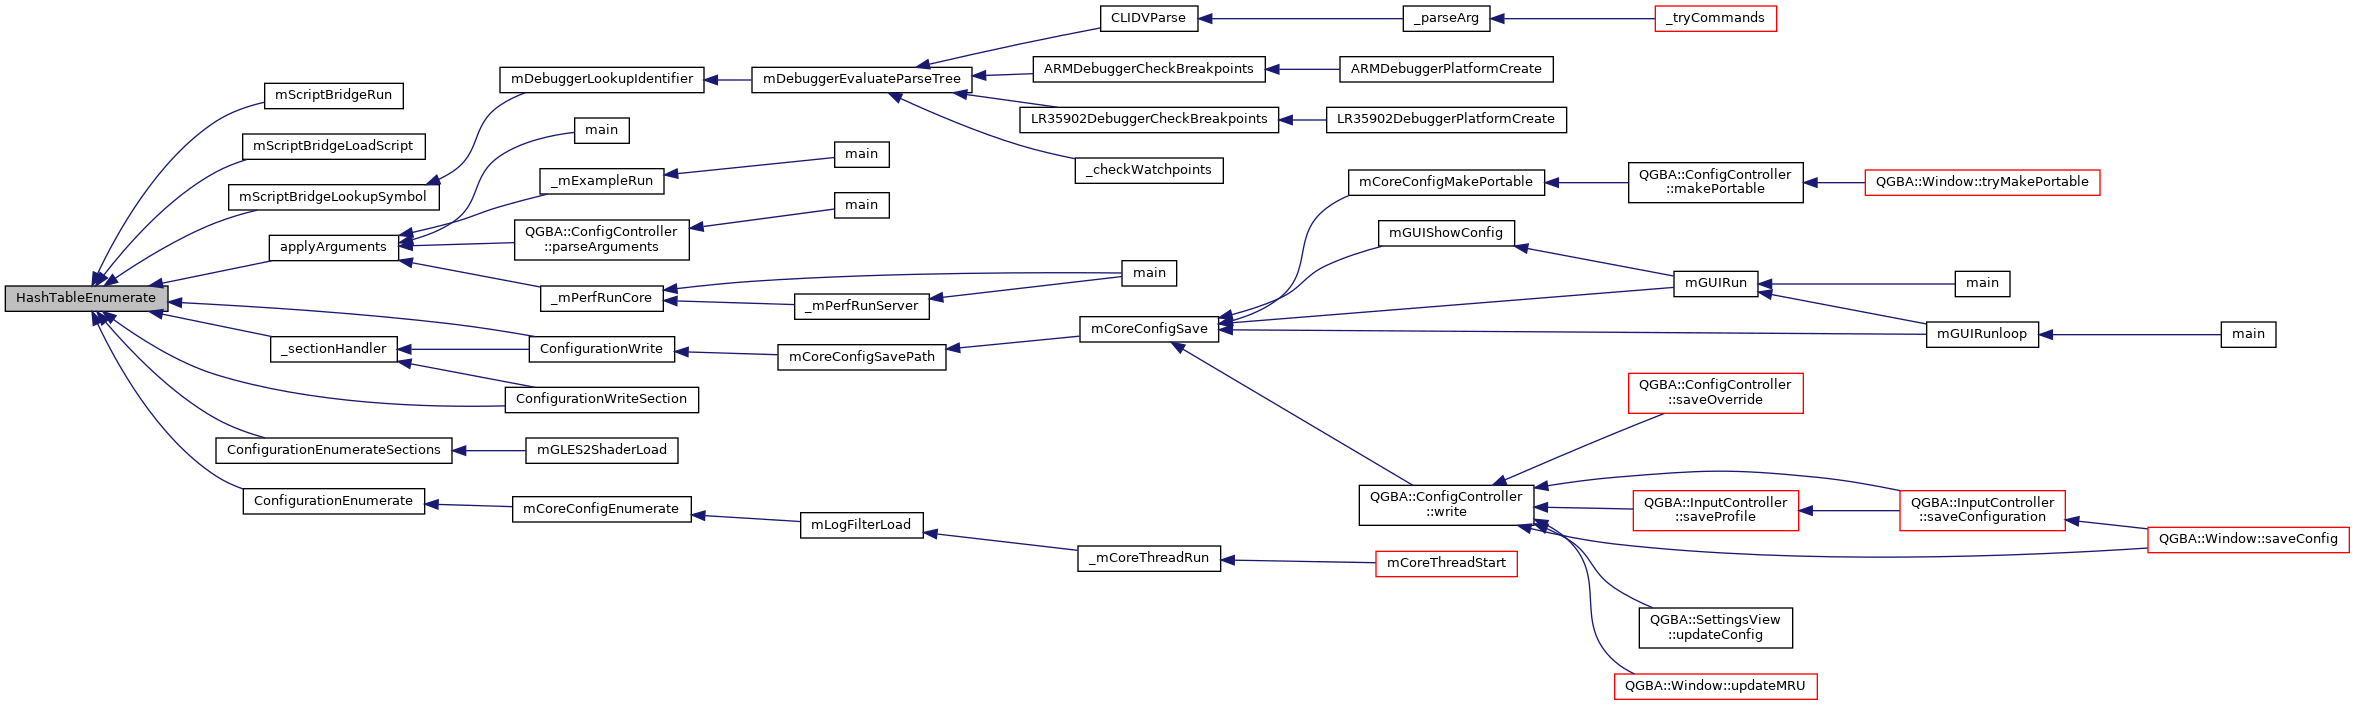 CLIDVParse
_parseArg
_tryCommands
mDebuggerLookupIdentifier
mDebuggerEvaluateParseTree
ARMDebuggerCheckBreakpoints
ARMDebuggerPlatformCreate
mScriptBridgeRun
LR35902DebuggerCheckBreakpoints
LR35902DebuggerPlatformCreate
main
mScriptBridgeLoadScript
main
_checkWatchpoints
_mExampleRun
mScriptBridgeLookupSymbol
main
mCoreConfigMakePortable
QGBA::ConfigController
::makePortable
QGBA::Window::tryMakePortable
QGBA::ConfigController
::parseArguments
applyArguments
mGUIShowConfig
main
mGUIRun
main
HashTableEnumerate
_mPerfRunCore
_mPerfRunServer
mCoreConfigSave
mGUIRunloop
main
_sectionHandler
ConfigurationWrite
mCoreConfigSavePath
ConfigurationWriteSection
QGBA::ConfigController
::saveOverride
ConfigurationEnumerateSections
mGLES2ShaderLoad
ConfigurationEnumerate
mCoreConfigEnumerate
mLogFilterLoad
QGBA::ConfigController
::write
QGBA::InputController
::saveProfile
QGBA::InputController
::saveConfiguration
QGBA::Window::saveConfig
_mCoreThreadRun
mCoreThreadStart
QGBA::SettingsView
::updateConfig
QGBA::Window::updateMRU